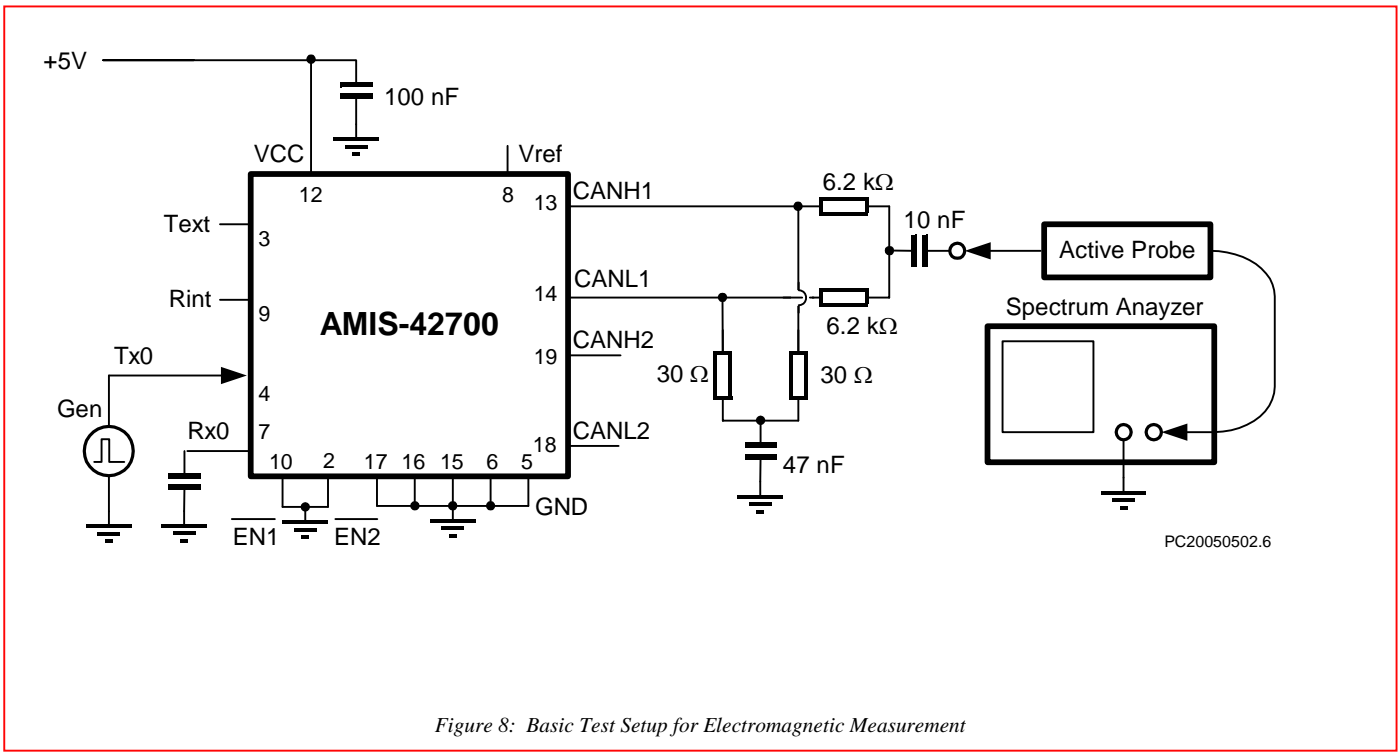 +5V
100 nF
VCC
Vref
12
8
13
CANH1
6.2 kΩ
10 nF
Active Probe
Text
3
Rint
9
14
CANL1
6.2 kΩ
AMIS-42700
Spectrum Anayzer
CANH2
19
Tx0
4
30 Ω
30 Ω
Gen
Rx0
7
CANL2
18
47 nF
10
2
17
16
15
6
5
GND
EN1
EN2
PC20050502.6
Figure 8: Basic Test Setup for Electromagnetic Measurement